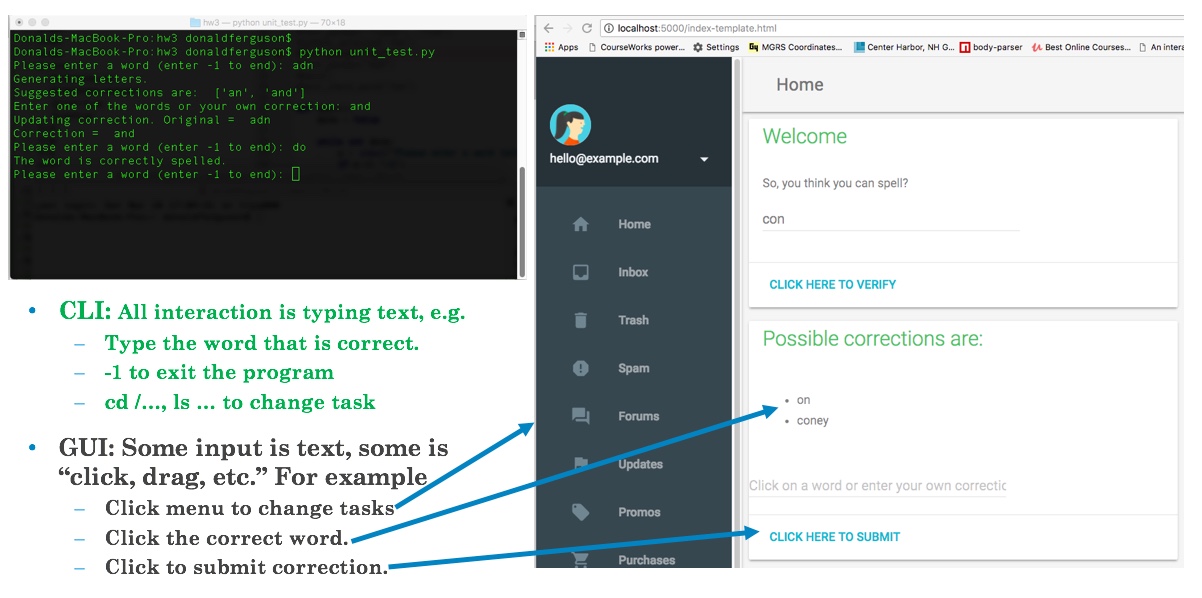 hw3 — python unit_test.py — 70×18
Donalds-MacBook-Pro:hw3 donaldferguson$
Donalds-MacBook-Pro:hw3 donaldferguson$ python unit_test.py
Please enter a word (enter -1 to end): adn
Generating letters.
Suggested corrections are:  ['an', 'and']
Enter one of the words or your own correction: and
Updating correction. Original =  adn
Correction =  and
Please enter a word (enter -1 to end): do
The word is correctly spelled.
Please enter a word (enter -1 to end):
• CLI: All interaction is typing text, e.g.
– Type the word that is correct.
– -1 to exit the program
– cd /…, ls … to change task
• GUI: Some input is text, some is
“click, drag, etc.” For example
– Click menu to change tasks
– Click the correct word.
– Click to submit correction.
localhost:5000/index-template.html
Apps CourseWorks power... Settings MGRS Coordinates... Center Harbor, NH G... body-parser Best Online Courses... An intera
hello@example.com
Home
Inbox
Trash
Spam
Forums
Updates
Promos
Purchases
Home
Welcome
So, you think you can spell?
con
CLICK HERE TO VERIFY
Possible corrections are:
• on
• coney
Click on a word or enter your own correctic
CLICK HERE TO SUBMIT